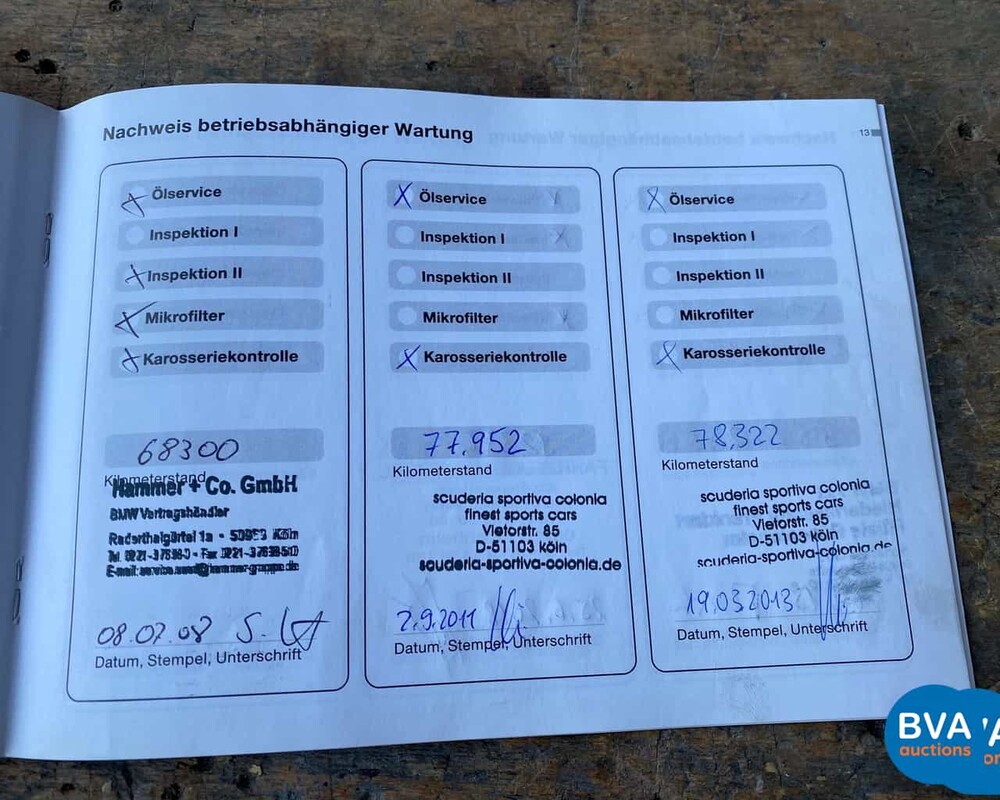 Nachweis betriebsabhängiger Wartung
13
Ölservice
Inspektion I
Inspektion II
Mikrofilter
Karosseriekontrolle
68300
Kilometerstand
Hammer + Co. GmbH
BMW Vertragshändler
Raderthalgürtel 1a • Köln
08.07.08
Datum, Stempel, Unterschrift
X Ölservice
Inspektion I
Inspektion II
Mikrofilter
X Karosseriekontrolle
77.952
Kilometerstand
scuderia sportiva colonia
finest sports cars
Vietorstr. 85
D-51103 köln
scuderia-sportiva-colonia.de
2.9.2011
Datum, Stempel, Unterschrift
X Ölservice
Inspektion I
Inspektion II
Mikrofilter
X Karosseriekontrolle
78.322
Kilometerstand
scuderia sportiva colonia
finest sports cars
Vietorstr. 85
D-51103 köln
scuderia-sportiva-colonia.de
19.03.2013
Datum, Stempel, Unterschrift
BVA
auctions